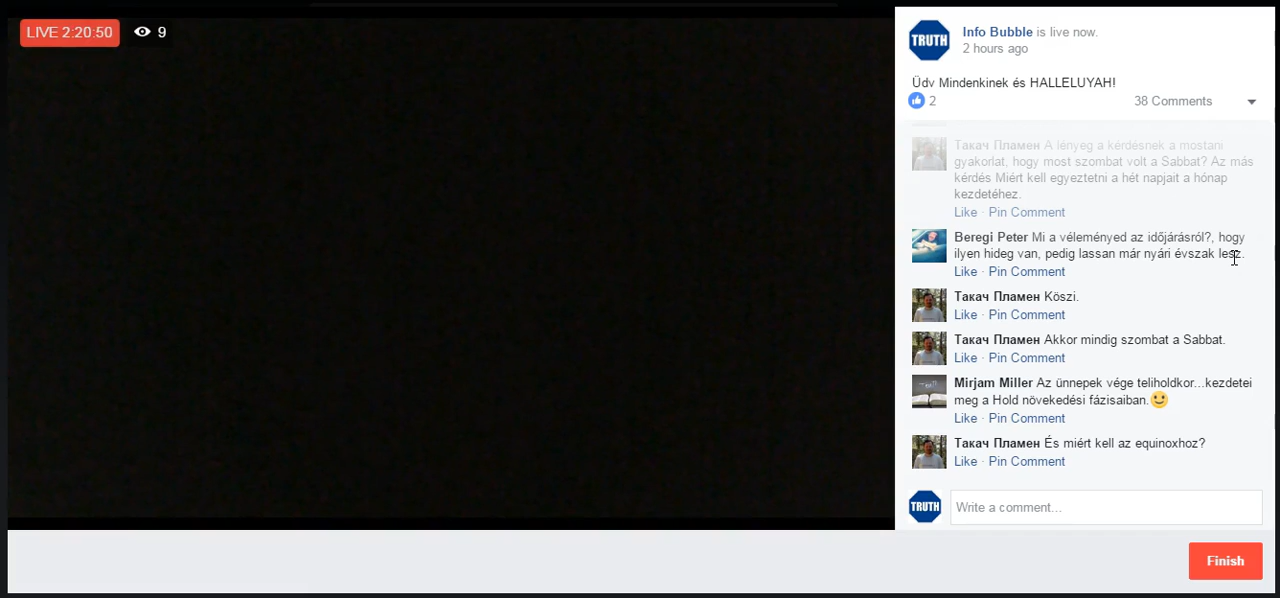 LIVE 2:20:50 9
TRUTH
Info Bubble is live now.
2 hours ago
Üdv Mindenkinek és HALLELUYAH!
2 38 Comments
Такач Пламен A lényeg a kérdésnek a mostani
gyakorlat, hogy most szombat volt a Sabbat? Az más
kérdés Miért kell egyeztetni a hét napjait a hónap
kezdetéhez.
Like · Pin Comment
Beregi Peter Mi a véleményed az időjárásról?, hogy
ilyen hideg van, pedig lassan már nyári évszak lesz.
Like · Pin Comment
Такач Пламен Köszi.
Like · Pin Comment
Такач Пламен Akkor mindig szombat a Sabbat.
Like · Pin Comment
Mirjam Miller Az ünnepek vége teliholdkor...kezdetei
meg a Hold növekedési fázisaiban.
Like · Pin Comment
Такач Пламен És miért kell az equinoxhoz?
Like · Pin Comment
TRUTH
Write a comment...
Finish